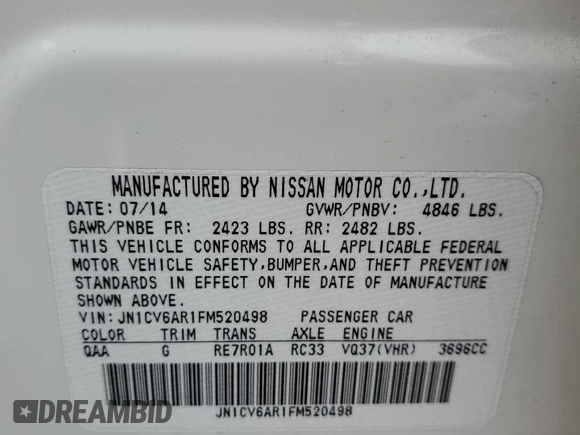 MANUFACTURED BY NISSAN MOTOR CO.,LTD.
DATE: 07/14 GVWR/PNBV: 4846 LBS.
GAWR/PNBE FR: 2423 LBS. RR: 2482 LBS.
THIS VEHICLE CONFORMS TO ALL APPLICABLE FEDERAL
MOTOR VEHICLE SAFETY,BUMPER,AND THEFT PREVENTION
STANDARDS IN EFFECT ON THE DATE OF MANUFACTURE
SHOWN ABOVE.
VIN: JN1CV6AR1FM520498 PASSENGER CAR
COLOR TRIM TRANS AXLE ENGINE
QAA G RE7R01A RC33 VQ37(VHR) 3696CC
JN1CV6AR1FM520498
DREAMBID
dreambid.com